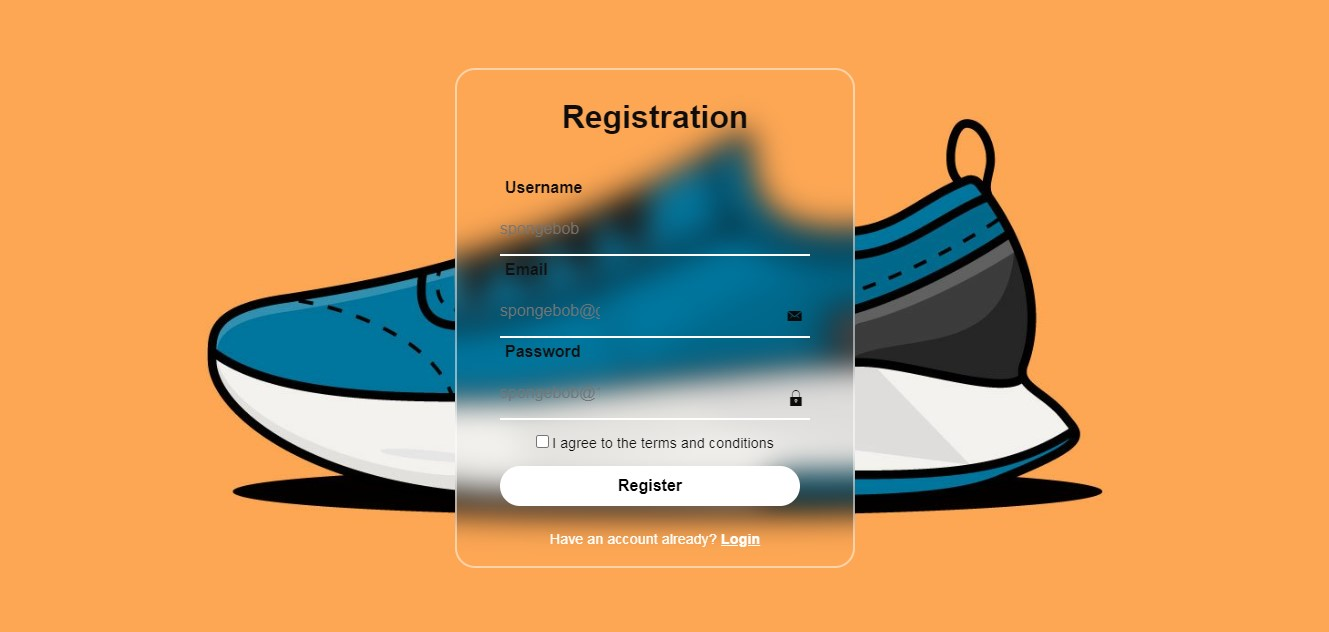 Registration
Username
spongebob
Email
spongebob@g
Password
spongebob@
I agree to the terms and conditions
Register
Have an account already? Login